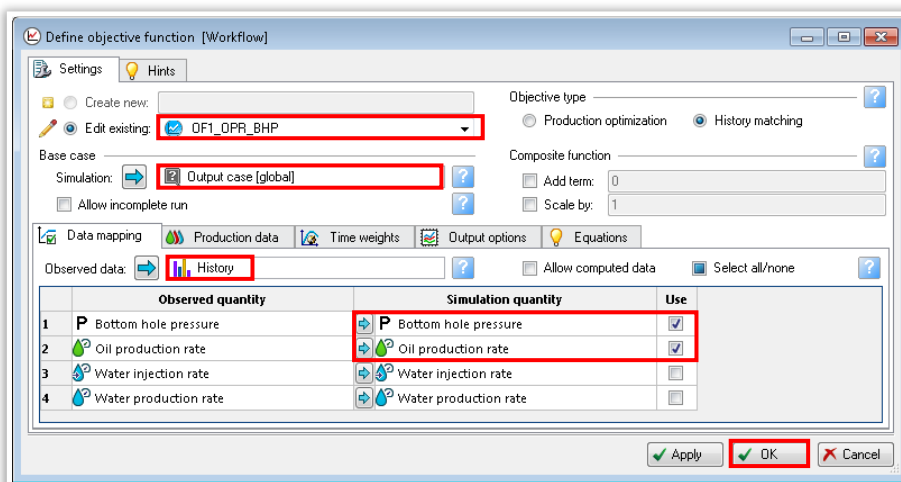 Define objective function [Workflow]
Settings Hints
Create new:
Edit existing: OF1_OPR_BHP
Objective type
Production optimization History matching
Base case
Simulation: Output case [global]
Allow incomplete run
Composite function
Add term: 0
Scale by: 1
Data mapping Production data Time weights Output options Equations
Observed data: History Allow computed data Select all/none
Observed quantity Simulation quantity Use
1 P Bottom hole pressure P Bottom hole pressure
2 Oil production rate Oil production rate
3 Water injection rate Water injection rate
4 Water production rate Water production rate
Apply OK Cancel